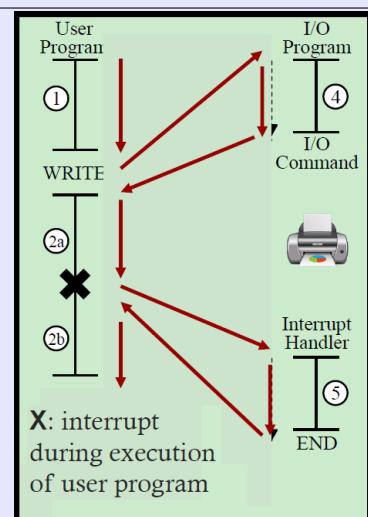 User
Program
I/O
Program
1
4
WRITE
I/O
Command
2a
2b
Interrupt
Handler
5
END
X: interrupt
during execution
of user program